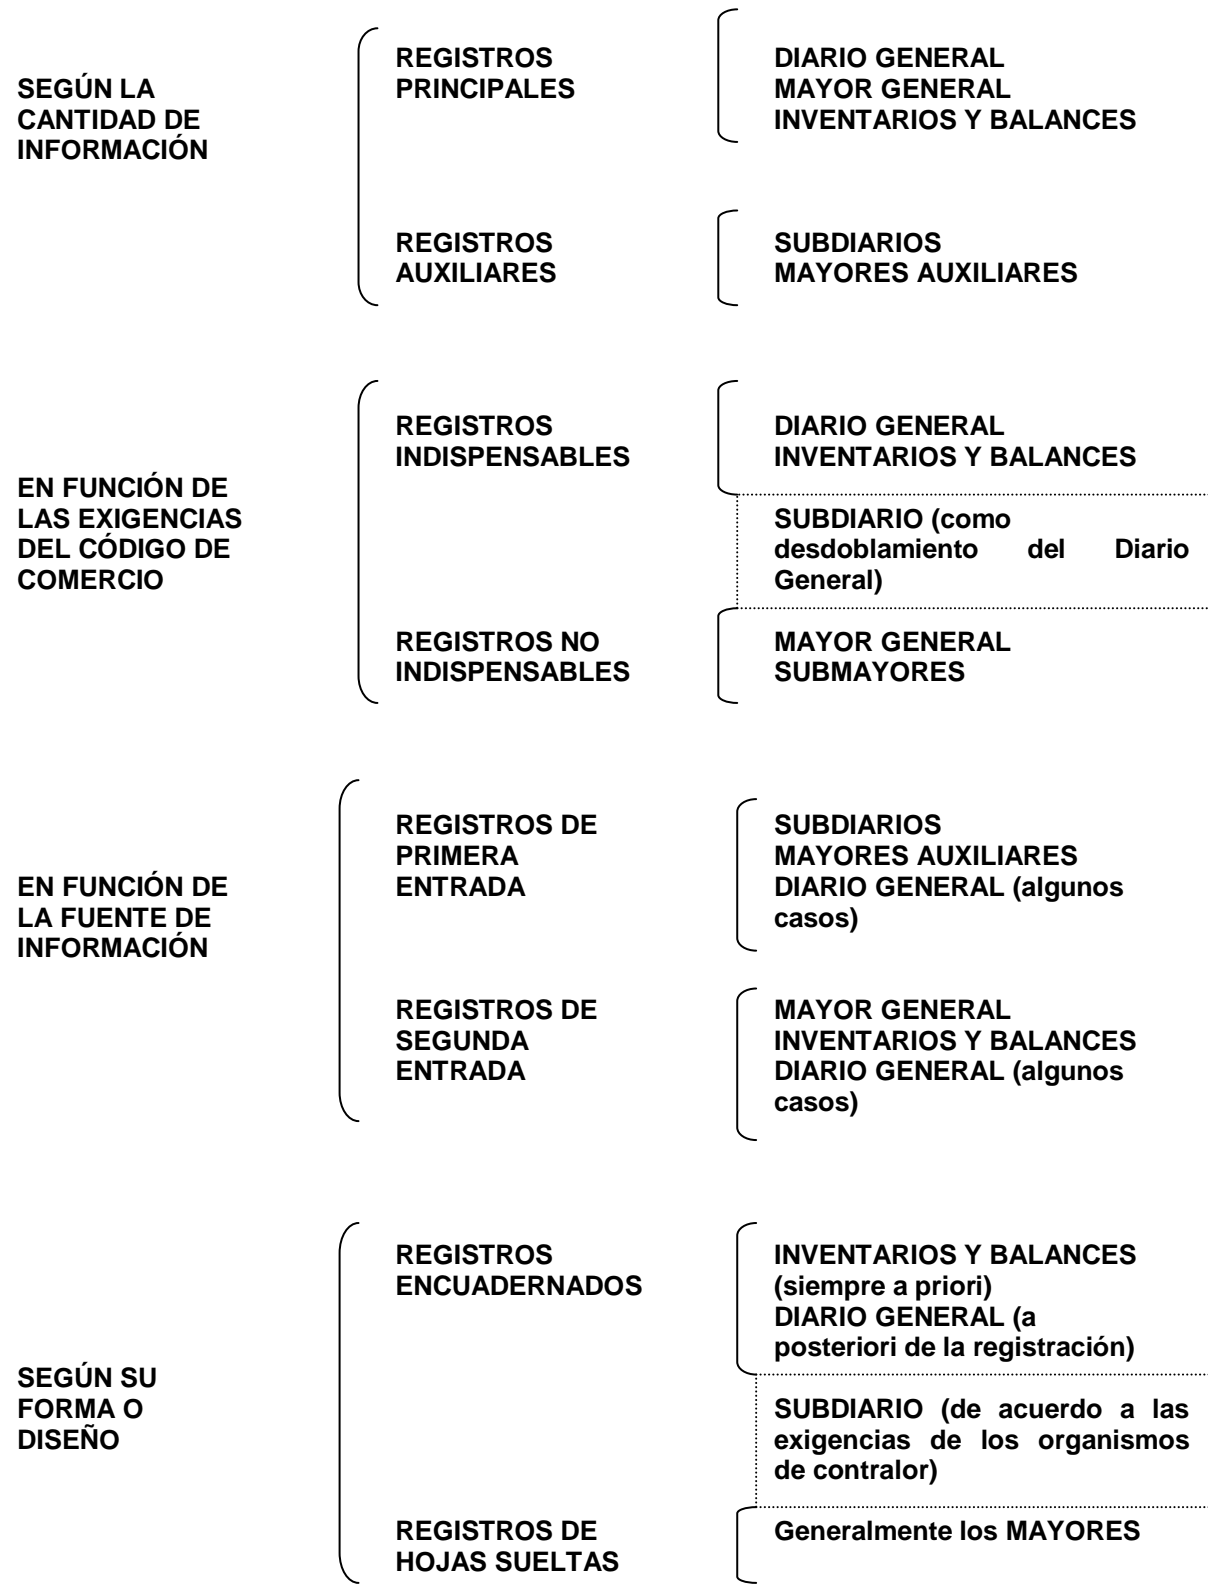 SEGÚN LA
CANTIDAD DE
INFORMACIÓN
REGISTROS
PRINCIPALES
DIARIO GENERAL
MAYOR GENERAL
INVENTARIOS Y BALANCES
REGISTROS
AUXILIARES
SUBDIARIOS
MAYORES AUXILIARES
EN FUNCIÓN DE
LAS EXIGENCIAS
DEL CÓDIGO DE
COMERCIO
REGISTROS
INDISPENSABLES
DIARIO GENERAL
INVENTARIOS Y BALANCES
SUBDIARIO (como
desdoblamiento del Diario
General)
REGISTROS NO
INDISPENSABLES
MAYOR GENERAL
SUBMAYORES
EN FUNCIÓN DE
LA FUENTE DE
INFORMACIÓN
REGISTROS DE
PRIMERA
ENTRADA
SUBDIARIOS
MAYORES AUXILIARES
DIARIO GENERAL (algunos
casos)
REGISTROS DE
SEGUNDA
ENTRADA
MAYOR GENERAL
INVENTARIOS Y BALANCES
DIARIO GENERAL (algunos
casos)
SEGÚN SU
FORMA O
DISEÑO
REGISTROS
ENCUADERNADOS
INVENTARIOS Y BALANCES
(siempre a priori)
DIARIO GENERAL (a
posteriori de la registración)
SUBDIARIO (de acuerdo a las
exigencias de los organismos
de contralor)
REGISTROS DE
HOJAS SUELTAS
Generalmente los MAYORES